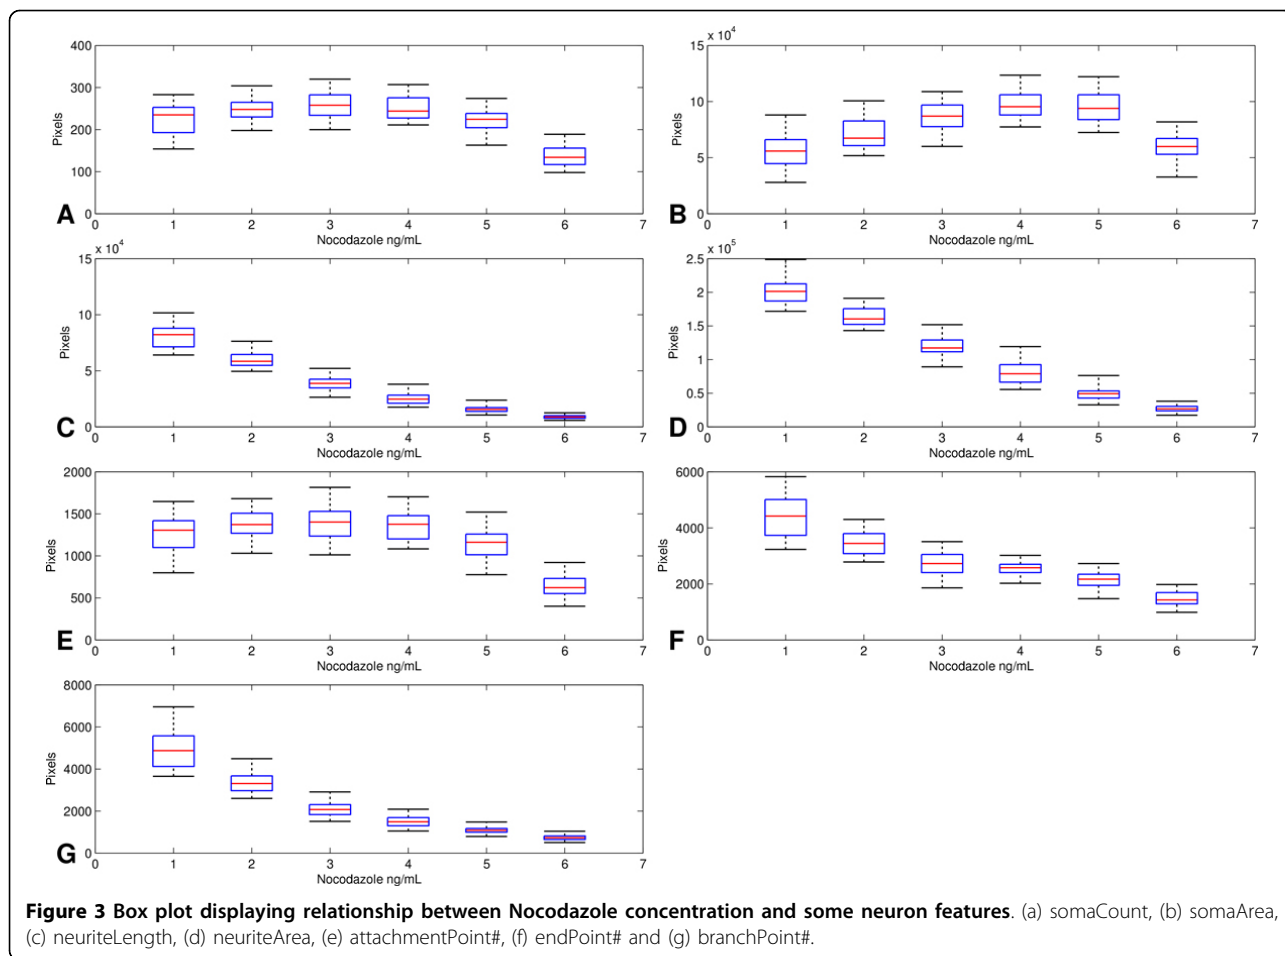 400
300
200
100
0
Pixels
A
0 1 2 3 4 5 6 7
Nocodazole ng/mL
x 10^4
15
10
5
0
Pixels
B
0 1 2 3 4 5 6 7
Nocodazole ng/mL
x 10^4
15
10
5
0
Pixels
C
0 1 2 3 4 5 6 7
Nocodazole ng/mL
x 10^5
2.5
2
1.5
1
0.5
0
Pixels
D
0 1 2 3 4 5 6 7
Nocodazole ng/mL
2000
1500
1000
500
0
Pixels
E
0 1 2 3 4 5 6 7
Nocodazole ng/mL
6000
4000
2000
0
Pixels
F
0 1 2 3 4 5 6 7
Nocodazole ng/mL
8000
6000
4000
2000
0
Pixels
G
0 1 2 3 4 5 6 7
Nocodazole ng/mL
Figure 3 Box plot displaying relationship between Nocodazole concentration and some neuron features. (a) somaCount, (b) somaArea,
(c) neuriteLength, (d) neuriteArea, (e) attachmentPoint#, (f) endPoint# and (g) branchPoint#.